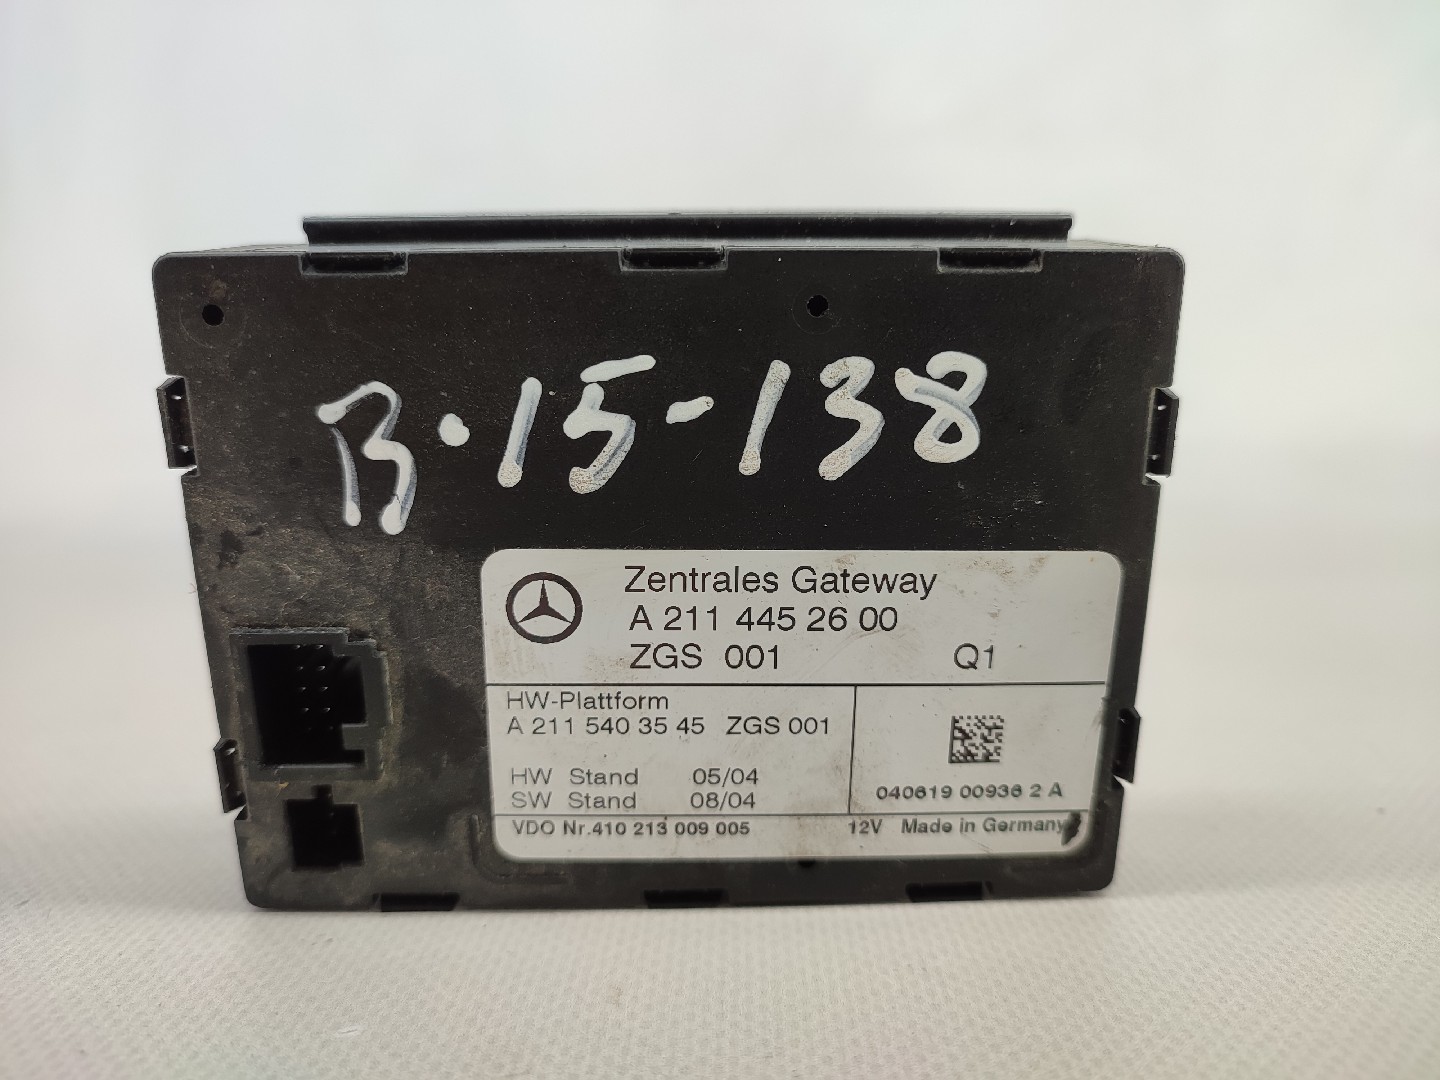 B·15-138
Zentrales Gateway
A 211 445 26 00
ZGS 001 Q1
HW-Plattform
A 211 540 35 45 ZGS 001
HW Stand 05/04
SW Stand 08/04
040619 00936 2 A
VDO Nr.410 213 009 005 12V Made in Germany